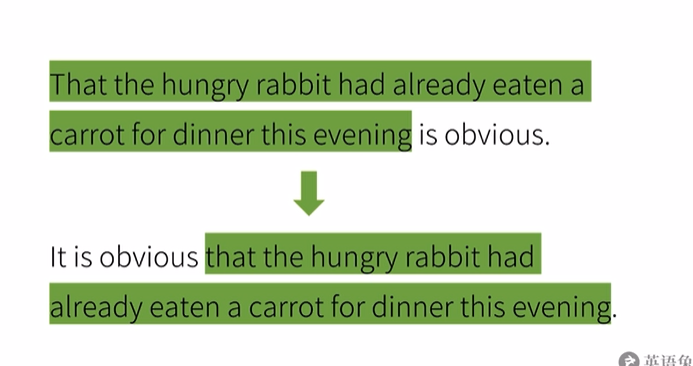 That the hungry rabbit had already eaten a
carrot for dinner this evening is obvious.
It is obvious that the hungry rabbit had
already eaten a carrot for dinner this evening.
英语兔